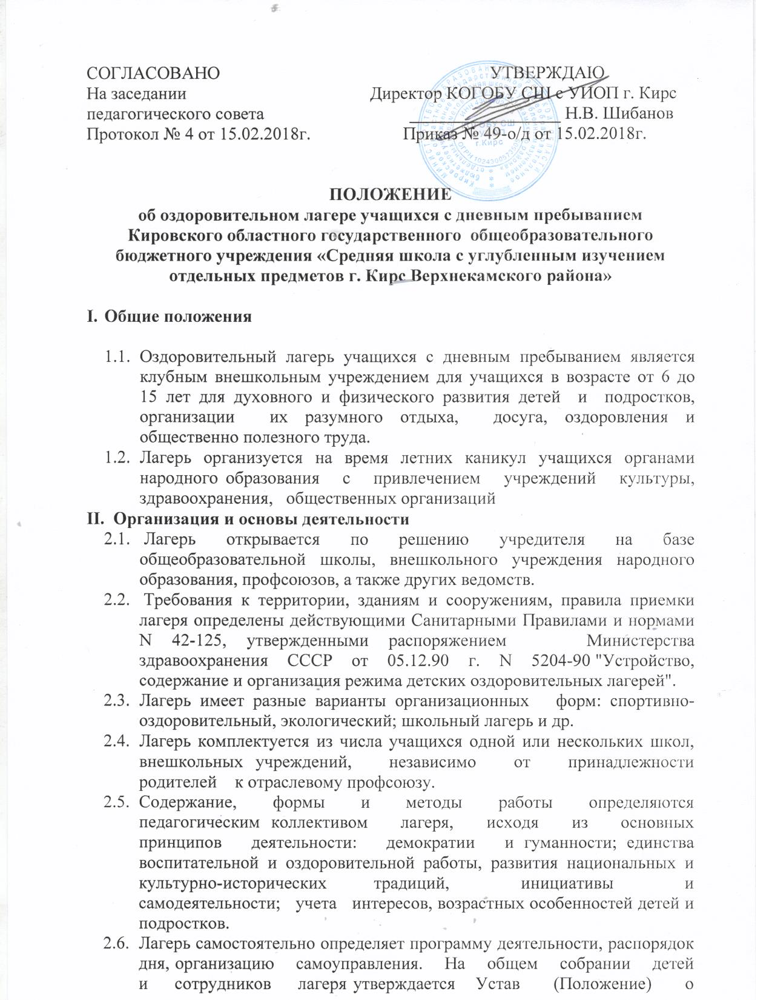 СОГЛАСОВАНО УТВЕРЖДАЮ
На заседании Директор КОГОБУ СШ с УИОП г. Кирс
педагогического совета Н.В. Шибанов
Протокол № 4 от 15.02.2018г. Приказ № 49-о/д от 15.02.2018г.
г.Кирс
ОГРН 1024300573505
ПОЛОЖЕНИЕ
об оздоровительном лагере учащихся с дневным пребыванием
Кировского областного государственного общеобразовательного
бюджетного учреждения «Средняя школа с углубленным изучением
отдельных предметов г. Кирс Верхнекамского района»
I. Общие положения
1.1. Оздоровительный лагерь учащихся с дневным пребыванием является
клубным внешкольным учреждением для учащихся в возрасте от 6 до
15 лет для духовного и физического развития детей и подростков,
организации их разумного отдыха, досуга, оздоровления и
общественно полезного труда.
1.2. Лагерь организуется на время летних каникул учащихся органами
народного образования с привлечением учреждений культуры,
здравоохранения, общественных организаций
II. Организация и основы деятельности
2.1. Лагерь открывается по решению учредителя на базе
общеобразовательной школы, внешкольного учреждения народного
образования, профсоюзов, а также других ведомств.
2.2. Требования к территории, зданиям и сооружениям, правила приемки
лагеря определены действующими Санитарными Правилами и нормами
N 42-125, утвержденными распоряжением Министерства
здравоохранения СССР от 05.12.90 г. N 5204-90 "Устройство,
содержание и организация режима детских оздоровительных лагерей".
2.3. Лагерь имеет разные варианты организационных форм: спортивно-
оздоровительный, экологический; школьный лагерь и др.
2.4. Лагерь комплектуется из числа учащихся одной или нескольких школ,
внешкольных учреждений, независимо от принадлежности
родителей к отраслевому профсоюзу.
2.5. Содержание, формы и методы работы определяются
педагогическим коллективом лагеря, исходя из основных
принципов деятельности: демократии и гуманности; единства
воспитательной и оздоровительной работы, развития национальных и
культурно-исторических традиций, инициативы и
самодеятельности; учета интересов, возрастных особенностей детей и
подростков.
2.6. Лагерь самостоятельно определяет программу деятельности, распорядок
дня, организацию самоуправления. На общем собрании детей
и сотрудников лагеря утверждается Устав (Положение) о